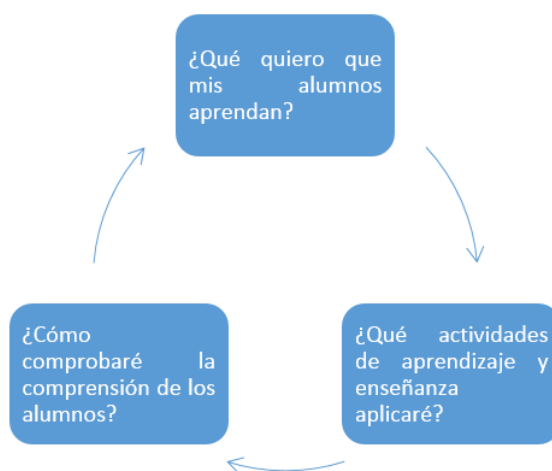 ¿Qué quiero que
mis alumnos
aprendan?
¿Qué actividades
de aprendizaje y
enseñanza
aplicaré?
¿Cómo
comprobaré la
comprensión de los
alumnos?